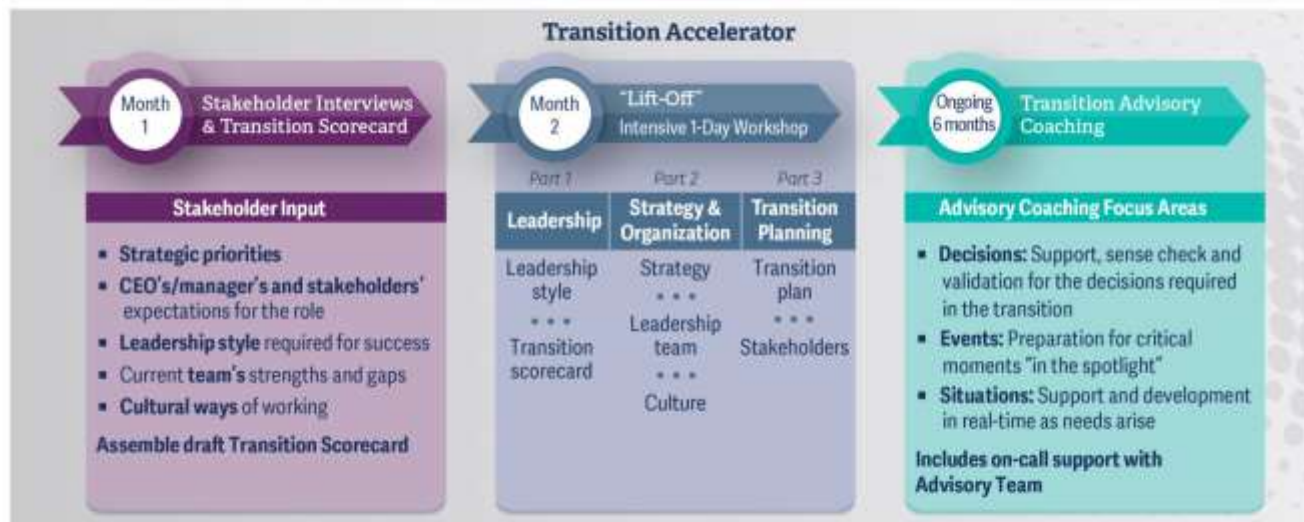 Transition Accelerator
Month
1
Stakeholder Interviews
& Transition Scorecard
Stakeholder Input
▪ Strategic priorities
▪ CEO's/manager's and stakeholders'
expectations for the role
▪ Leadership style required for success
▪ Current team's strengths and gaps
▪ Cultural ways of working
Assemble draft Transition Scorecard
Month
2
"Lift-Off"
Intensive 1-Day Workshop
Part 1
Leadership
Leadership
style
• • •
Transition
scorecard
Part 2
Strategy &
Organization
Strategy
• • •
Leadership
team
• • •
Culture
Part 3
Transition
Planning
Transition
plan
• • •
Stakeholders
Ongoing
6 months
Transition Advisory
Coaching
Advisory Coaching Focus Areas
▪ Decisions: Support, sense check and
validation for the decisions required
in the transition
▪ Events: Preparation for critical
moments "in the spotlight"
▪ Situations: Support and development
in real-time as needs arise
Includes on-call support with
Advisory Team